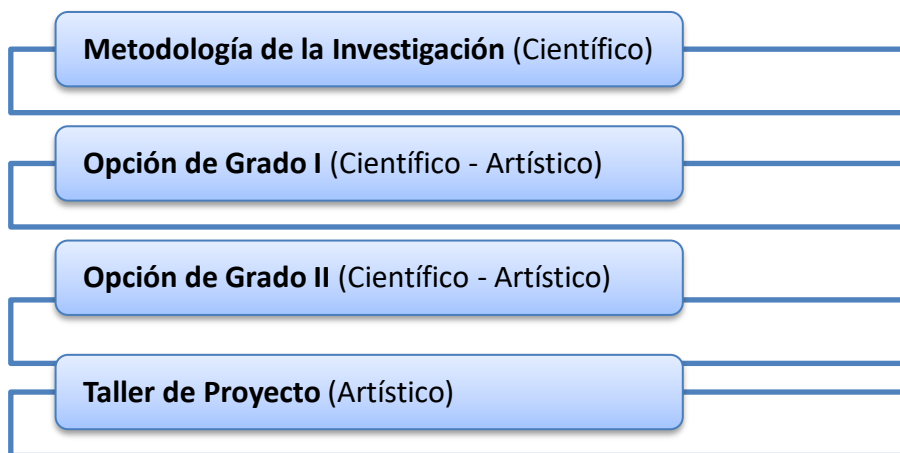 Metodología de la Investigación (Científico)
Opción de Grado I (Científico - Artístico)
Opción de Grado II (Científico - Artístico)
Taller de Proyecto (Artístico)